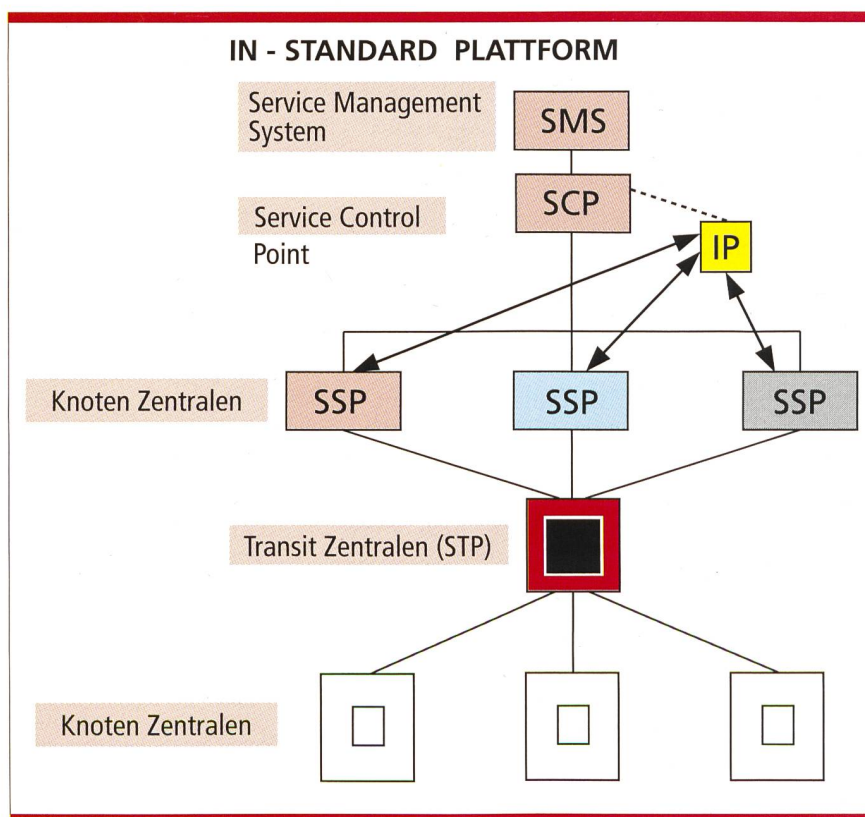 IN - STANDARD PLATTFORM
Service Management
System
SMS
Service Control
Point
SCP
IP
Knoten Zentralen
SSP
SSP
SSP
Transit Zentralen (STP)
Knoten Zentralen